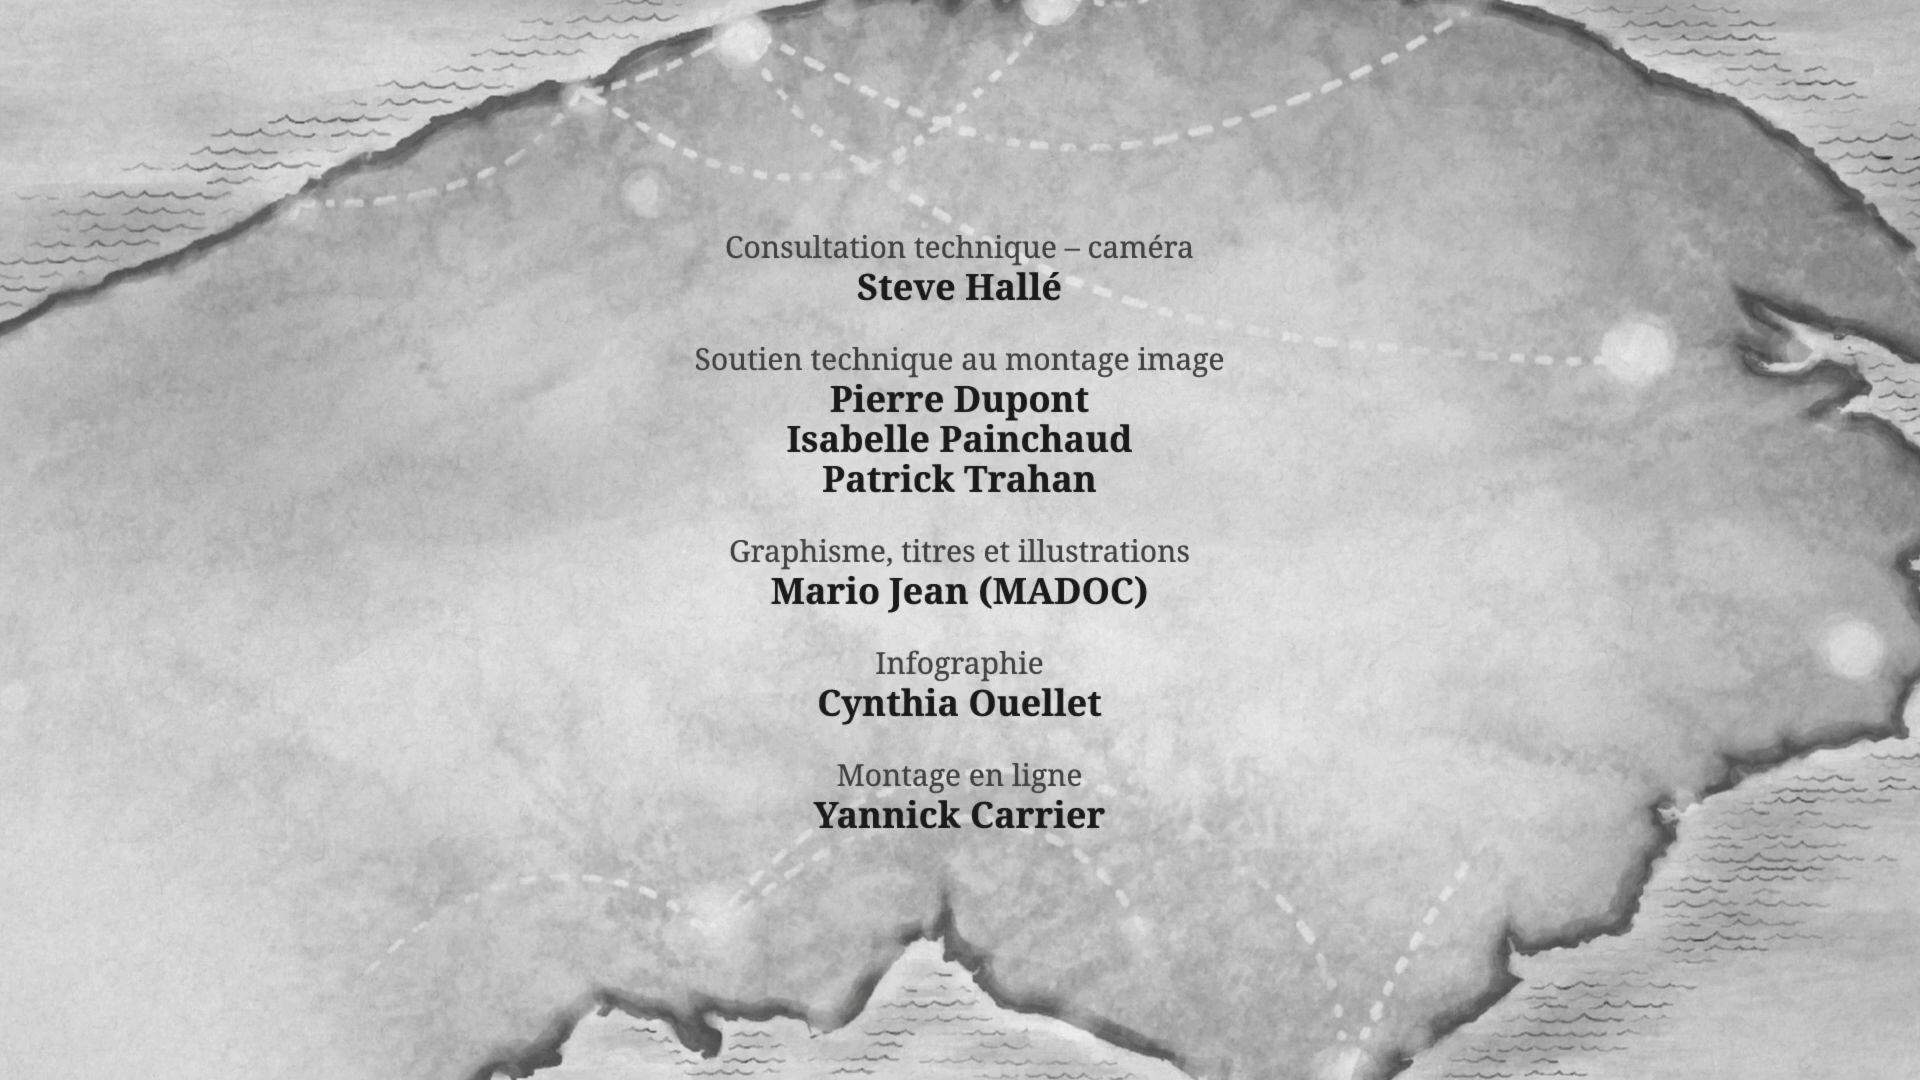 Consultation technique – caméra
Steve Hallé
Soutien technique au montage image
Pierre Dupont
Isabelle Painchaud
Patrick Trahan
Graphisme, titres et illustrations
Mario Jean (MADOC)
Infographie
Cynthia Ouellet
Montage en ligne
Yannick Carrier